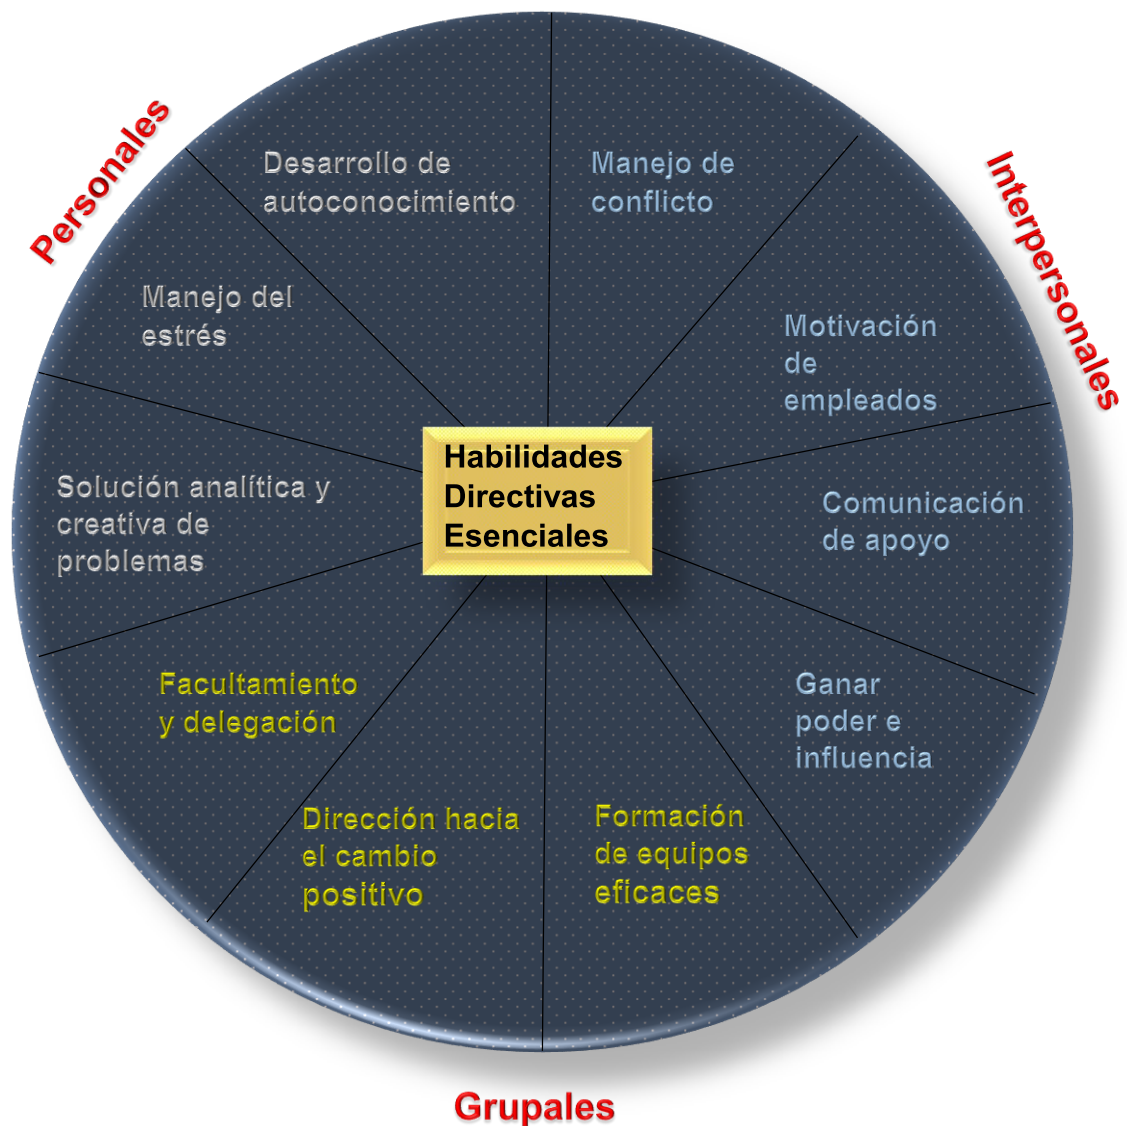 Personales
Interpersonales
Desarrollo de
autoconocimiento
Manejo de
conflicto
Manejo del
estrés
Motivación
de
empleados
Habilidades
Directivas
Esenciales
Solución analítica y
creativa de
problemas
Comunicación
de apoyo
Facultamiento
y delegación
Ganar
poder e
influencia
Dirección hacia
el cambio
positivo
Formación
de equipos
eficaces
Grupales